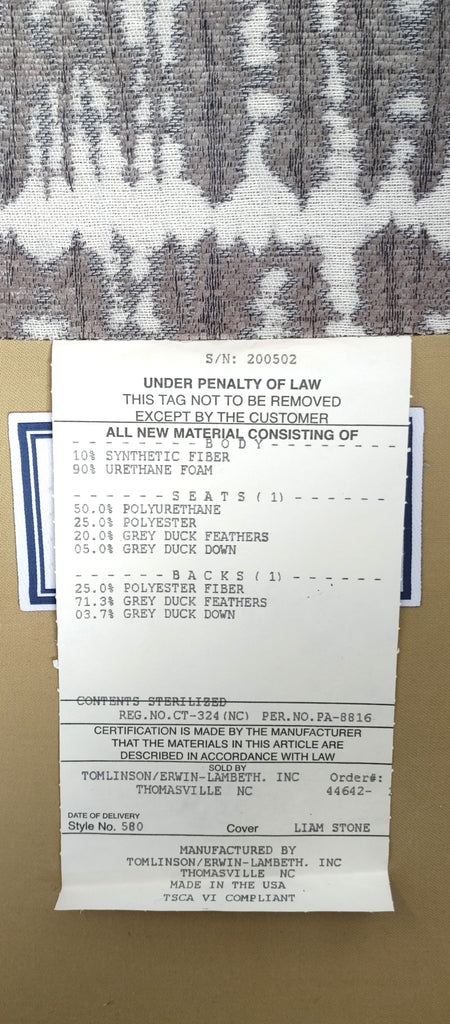 S/N: 200502
UNDER PENALTY OF LAW
THIS TAG NOT TO BE REMOVED
EXCEPT BY THE CUSTOMER
ALL NEW MATERIAL CONSISTING OF
- - - - - - - - - B O D Y - - - - - - - - -
10% SYNTHETIC FIBER
90% URETHANE FOAM
- - - - - - S E A T S ( 1 ) - - - - - -
50.0% POLYURETHANE
25.0% POLYESTER
20.0% GREY DUCK FEATHERS
05.0% GREY DUCK DOWN
- - - - - - B A C K S ( 1 ) - - - - - -
25.0% POLYESTER FIBER
71.3% GREY DUCK FEATHERS
03.7% GREY DUCK DOWN
CONTENTS STERILIZED
REG.NO.CT-324(NC) PER.NO.PA-8816
CERTIFICATION IS MADE BY THE MANUFACTURER
THAT THE MATERIALS IN THIS ARTICLE ARE
DESCRIBED IN ACCORDANCE WITH LAW
SOLD BY
TOMLINSON/ERWIN-LAMBETH. INC Order#:
THOMASVILLE NC 44642-
DATE OF DELIVERY
Style No. 580 Cover LIAM STONE
MANUFACTURED BY
TOMLINSON/ERWIN-LAMBETH. INC
THOMASVILLE NC
MADE IN THE USA
TSCA VI COMPLIANT